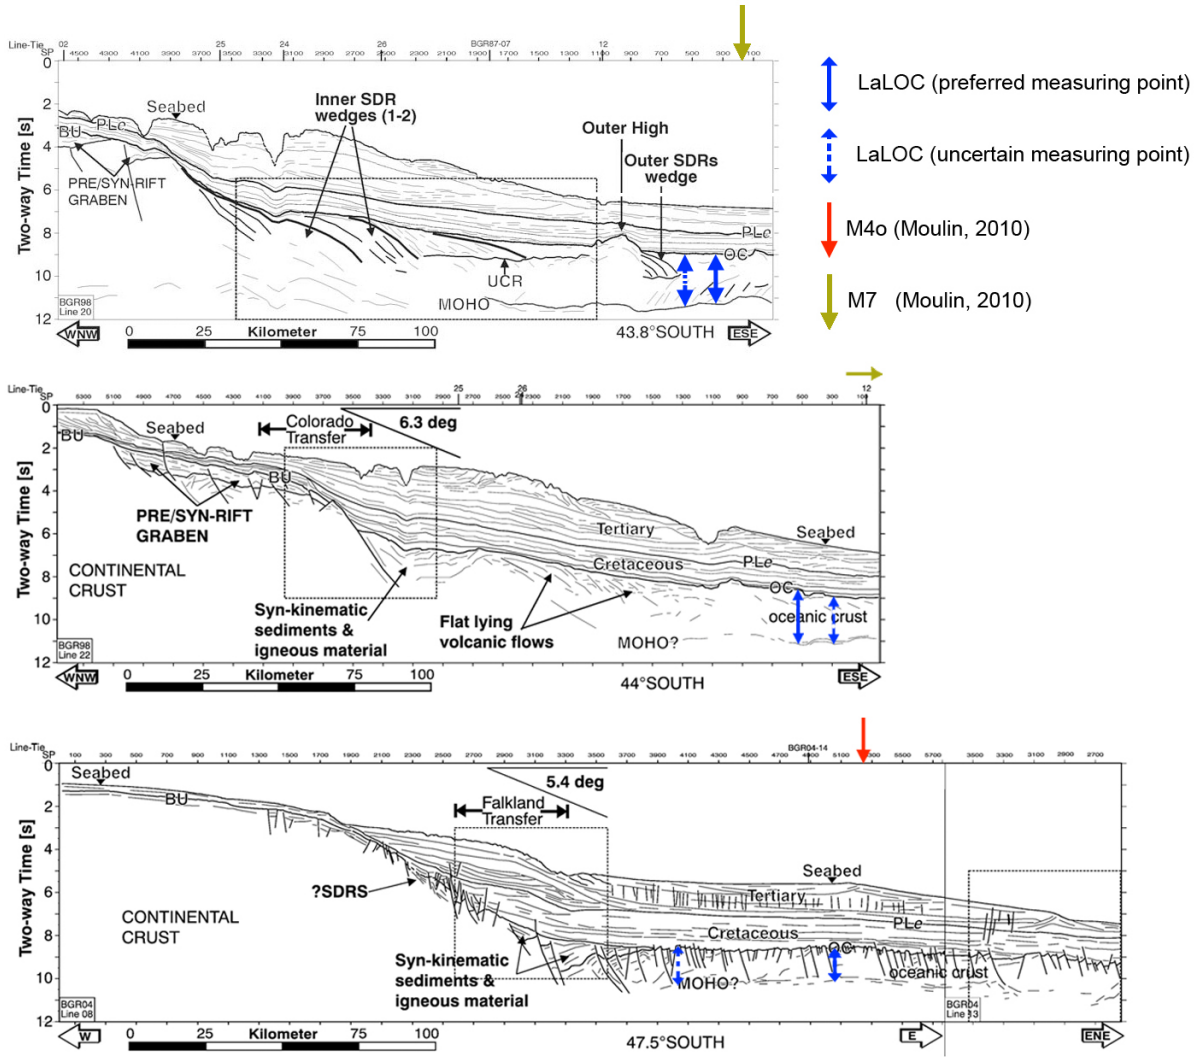 Line-Tie 02 25 24 26 BGR87-07 12
SP 4500 4300 4100 3900 3700 3300 3100 2900 2700 2300 2100 1900 1700 1500 1300 900 700 500 300 100
0
2
4
6
8
10
12
Two-way Time [s]
Seabed
BU
PLe
PRE/SYN-RIFT
GRABEN
Inner SDR
wedges (1-2)
Outer High
Outer SDRs
wedge
PLe
OC
UCR
MOHO
BGR98
Line 20
WNW
0 25 Kilometer 75 100
43.8°SOUTH
ESE
LaLOC (preferred measuring point)
LaLOC (uncertain measuring point)
M4o (Moulin, 2010)
M7 (Moulin, 2010)
Line-Tie 25 26 12
SP 5300 5100 4900 4700 4500 4300 4100 3900 3700 3500 3300 3100 2900 2700 2500 2300 2100 1900 1700 1500 1300 1100 900 700 500 300 100
0
2
4
6
8
10
12
Two-way Time [s]
BU
Seabed
Colorado
Transfer
6.3 deg
BU
PRE/SYN-RIFT
GRABEN
CONTINENTAL
CRUST
Syn-kinematic
sediments &
igneous material
Flat lying
volcanic flows
Tertiary
Cretaceous
Seabed
PLe
OC
oceanic crust
MOHO?
BGR98
Line 22
WNW
0 25 Kilometer 75 100
44°SOUTH
ESE
Line-Tie BGR04-14
SP 100 300 500 700 900 1100 1300 1500 1700 1900 2100 2300 2500 2700 2900 3100 3300 3500 3700 3900 4100 4300 4500 4700 4900 5100 5300 5500 5700 3500 3300 3100 2900 2700
0
2
4
6
8
10
12
Two-way Time [s]
Seabed
BU
5.4 deg
Falkland
Transfer
?SDRS
CONTINENTAL
CRUST
Syn-kinematic
sediments &
igneous material
Seabed
Tertiary
PLe
Cretaceous
OC
oceanic crust
MOHO?
BGR04
Line 08
BGR04
Line 13
W
0 25 Kilometer 75 100
47.5°SOUTH
E
ENE